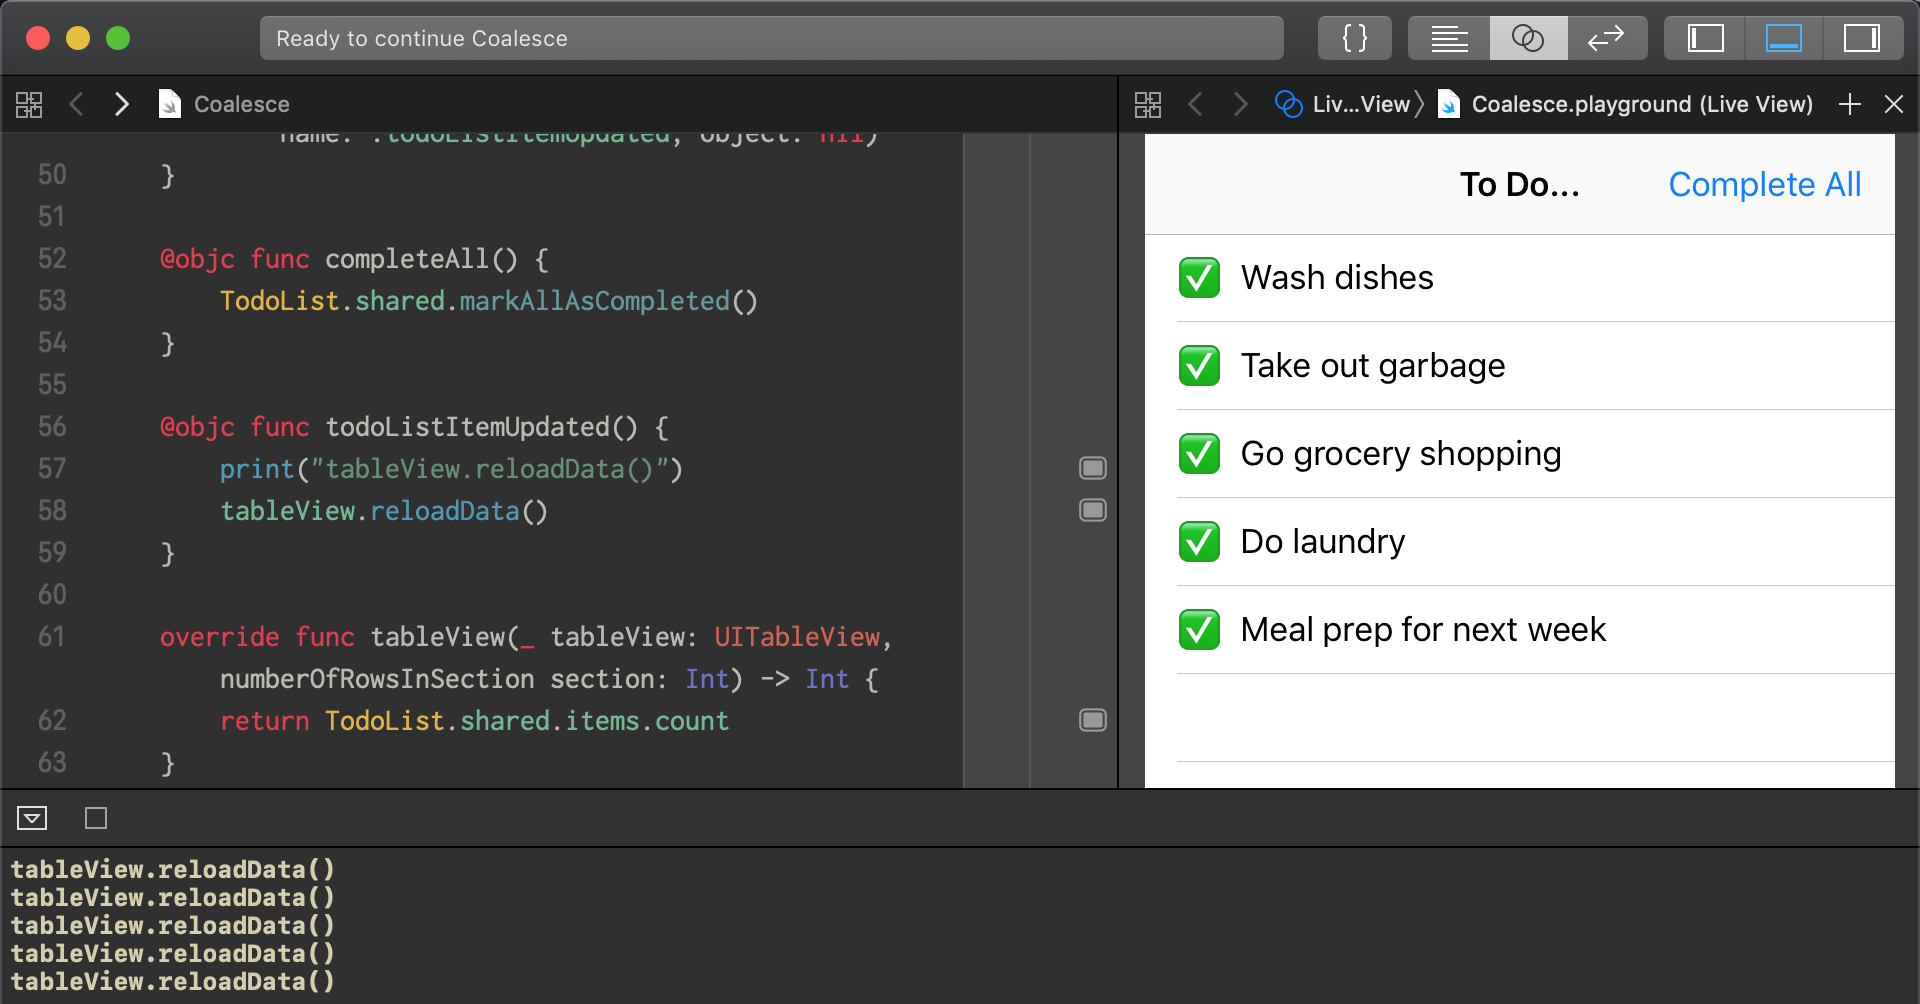 Ready to continue Coalesce
{ }
Coalesce
name: .todoListItemUpdated, object: nil)
50 }
51
52 @objc func completeAll() {
53 TodoList.shared.markAllAsCompleted()
54 }
55
56 @objc func todoListItemUpdated() {
57 print("tableView.reloadData()")
58 tableView.reloadData()
59 }
60
61 override func tableView(_ tableView: UITableView,
numberOfRowsInSection section: Int) -> Int {
62 return TodoList.shared.items.count
63 }
Liv...View
Coalesce.playground (Live View)
To Do...
Complete All
Wash dishes
Take out garbage
Go grocery shopping
Do laundry
Meal prep for next week
tableView.reloadData()
tableView.reloadData()
tableView.reloadData()
tableView.reloadData()
tableView.reloadData()